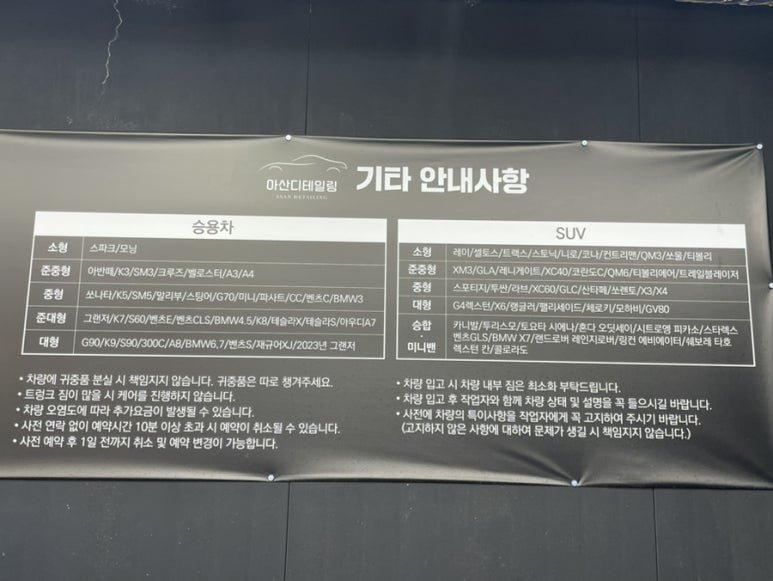 아산디테일링
ASAN DETAILING
기타 안내사항
승용차
소형 스파크/모닝
준중형 아반떼/K3/SM3/크루즈/벨로스터/A3/A4
중형 쏘나타/K5/SM5/말리부/스팅어/G70/미니/파사트/CC/벤츠C/BMW3
준대형 그랜저/K7/S60/벤츠E/벤츠CLS/BMW4.5/K8/테슬라X/테슬라S/아우디A7
대형 G90/K9/S90/300C/A8/BMW6,7/벤츠S/재규어XJ/2023년 그랜저
SUV
소형 레이/셀토스/트랙스/스토닉/니로/코나/컨트리맨/QM3/쏘울/티볼리
준중형 XM3/GLA/레니게이트/XC40/코란도C/QM6/티볼리에어/트레일블레이저
중형 스포티지/투싼/라브/XC60/GLC/산타페/쏘렌토/X3/X4
대형 G4렉스턴/X6/랭글러/팰리세이드/체로키/모하비/GV80
승합 미니밴 카니발/투리스모/토요타 시에나/혼다 오딧세이/시트로영 피카소/스타렉스
벤츠GLS/BMW X7/랜드로버 레인지로버/링컨 에비에이터/쉐보레 타호
렉스턴 칸/콜로라도
• 차량에 귀중품 분실 시 책임지지 않습니다. 귀중품은 따로 챙겨주세요.
• 트렁크 짐이 많을 시 케어를 진행하지 않습니다.
• 차량 오염도에 따라 추가요금이 발생될 수 있습니다.
• 사전 연락 없이 예약시간 10분 이상 초과 시 예약이 취소될 수 있습니다.
• 사전 예약 후 1일 전까지 취소 및 예약 변경이 가능합니다.
• 차량 입고 시 차량 내부 짐은 최소화 부탁드립니다.
• 차량 입고 후 작업자와 함께 차량 상태 및 설명을 꼭 들으시길 바랍니다.
• 사전에 차량의 특이사항을 작업자에게 꼭 고지하여 주시기 바랍니다.
(고지하지 않은 사항에 대하여 문제가 생길 시 책임지지 않습니다.)